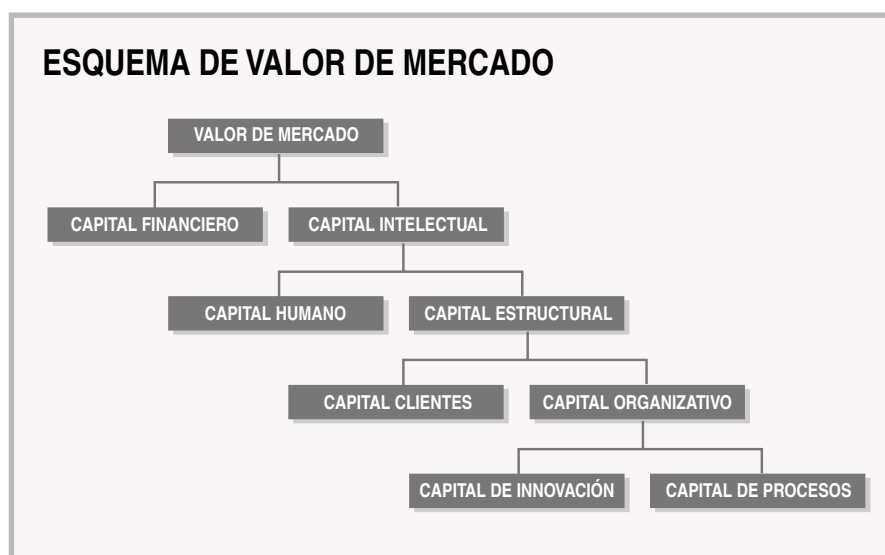 ESQUEMA DE VALOR DE MERCADO
VALOR DE MERCADO
CAPITAL FINANCIERO
CAPITAL INTELECTUAL
CAPITAL HUMANO
CAPITAL ESTRUCTURAL
CAPITAL CLIENTES
CAPITAL ORGANIZATIVO
CAPITAL DE INNOVACIÓN
CAPITAL DE PROCESOS